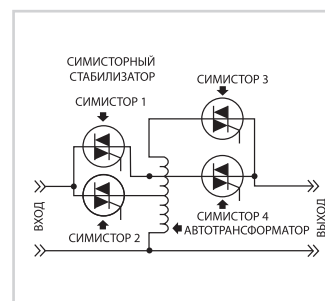 СИМИСТОРНЫЙ
СТАБИЛИЗАТОР
СИМИСТОР 3
СИМИСТОР 1
ВХОД
ВЫХОД
СИМИСТОР 4
СИМИСТОР 2
АВТОТРАНСФОРМАТОР